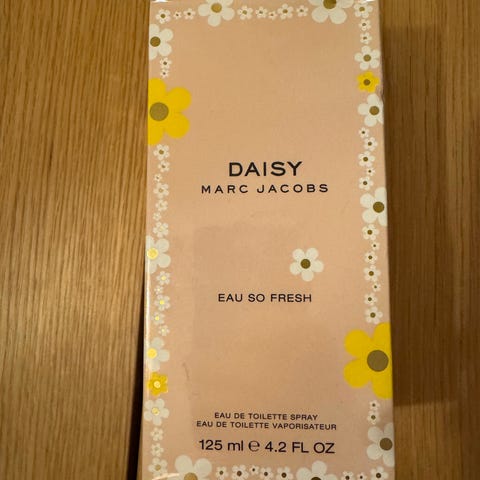 DAISY
MARC JACOBS
EAU SO FRESH
EAU DE TOILETTE SPRAY
EAU DE TOILETTE VAPORISATEUR
125 ml ℮ 4.2 FL OZ